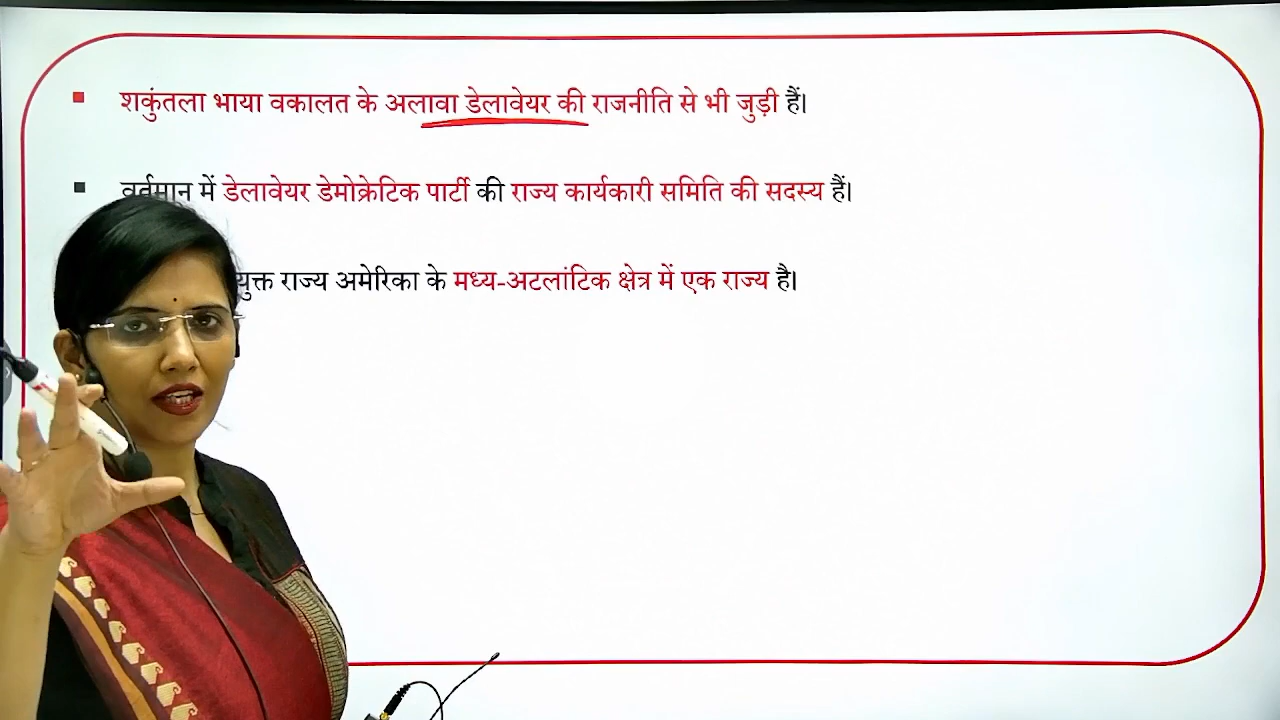 शकुंतला भाया वकालत के अलावा डेलावेयर की राजनीति से भी जुड़ी हैं।
वर्तमान में डेलावेयर डेमोक्रेटिक पार्टी की राज्य कार्यकारी समिति की सदस्य हैं।
राज्य अमेरिका के मध्य-अटलांटिक क्षेत्र में एक राज्य है।